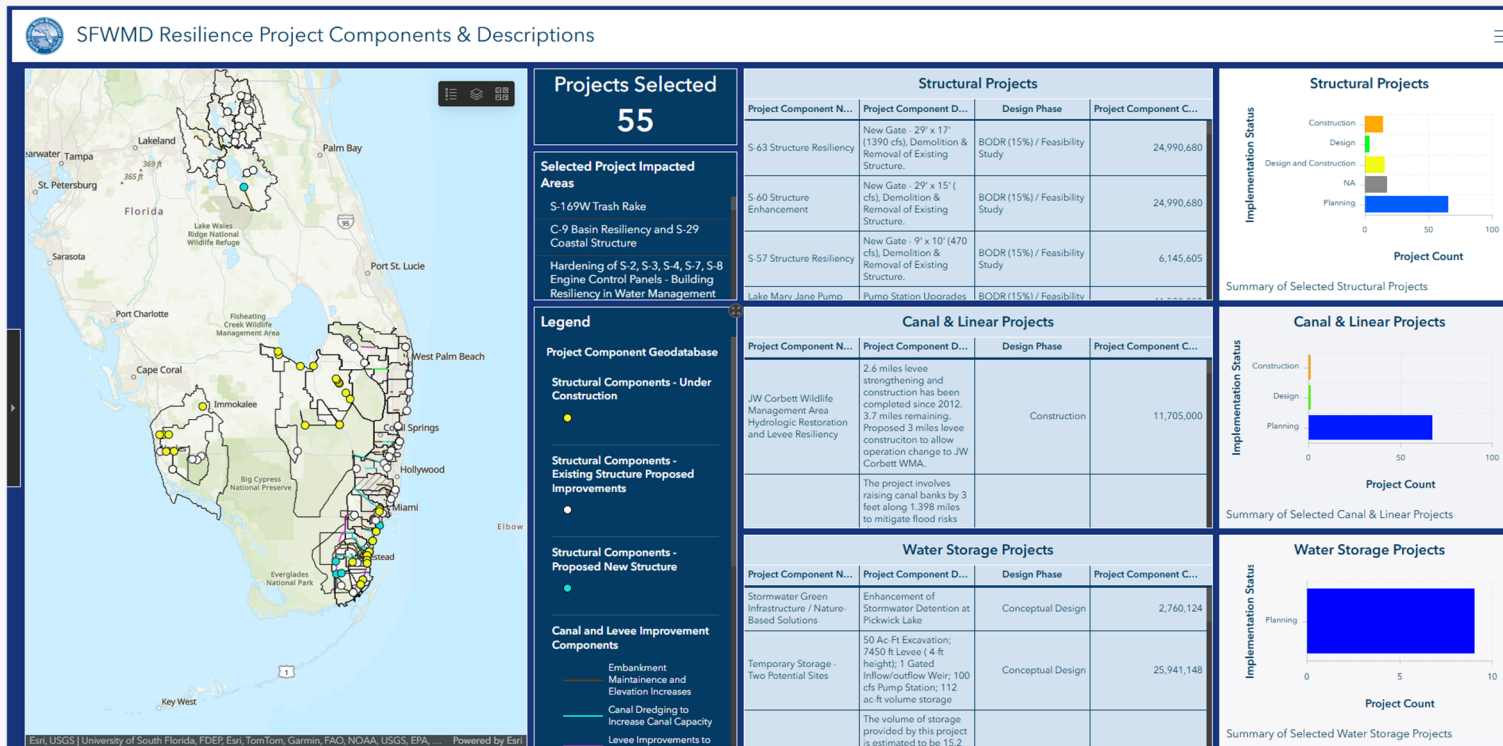 SFWMD Resilience Project Components & Descriptions
Lakeland
Palm Bay
earwater
Tampa
369 ft
365 ft
St. Petersburg
Florida
95
Lake Wales
Ridge National
Wildlife Refuge
Sarasota
Port St. Lucie
Port Charlotte
Fisheating
Creek Wildlife
Management Area
West Palm Beach
Cape Coral
Immokalee
Coral Springs
Hollywood
Big Cypress
National Preserve
Miami
Elbow
estead
Everglades
National Park
1
Key West
Esri, USGS | University of South Florida, FDEP, Esri, TomTom, Garmin, FAO, NOAA, USGS, EPA, ... Powered by Esri
Projects Selected
55
Selected Project Impacted
Areas
S-169W Trash Rake
C-9 Basin Resiliency and S-29
Coastal Structure
Hardening of S-2, S-3, S-4, S-7, S-8
Engine Control Panels - Building
Resiliency in Water Management
Legend
Project Component Geodatabase
Structural Components - Under
Construction
Structural Components -
Existing Structure Proposed
Improvements
Structural Components -
Proposed New Structure
Canal and Levee Improvement
Components
Embankment
Maintainence and
Elevation Increases
Canal Dredging to
Increase Canal Capacity
Levee Improvements to
Structural Projects
Project Component N... Project Component D... Design Phase Project Component C...
S-63 Structure Resiliency
New Gate - 29' x 17'
(1390 cfs), Demolition &
Removal of Existing
Structure.
BODR (15%) / Feasibility
Study
24,990,680
S-60 Structure
Enhancement
New Gate - 29' x 15' (
cfs), Demolition &
Removal of Existing
Structure.
BODR (15%) / Feasibility
Study
24,990,680
S-57 Structure Resiliency
New Gate - 9' x 10' (470
cfs), Demolition &
Removal of Existing
Structure.
BODR (15%) / Feasibility
Study
6,145,605
Lake Mary Jane Pump
Pump Station Upgrades
BODR (15%) / Feasibility
Canal & Linear Projects
Project Component N... Project Component D... Design Phase Project Component C...
JW Corbett Wildlife
Management Area
Hydrologic Restoration
and Levee Resiliency
2.6 miles levee
strengthening and
construction has been
completed since 2012.
3.7 miles remaining.
Proposed 3 miles levee
construciton to allow
operation change to JW
Corbett WMA.
Construction
11,705,000
The project involves
raising canal banks by 3
feet along 1.398 miles
to mitigate flood risks
Water Storage Projects
Project Component N... Project Component D... Design Phase Project Component C...
Stormwater Green
Infrastructure / Nature-
Based Solutions
Enhancement of
Stormwater Detention at
Pickwick Lake
Conceptual Design
2,760,124
Temporary Storage -
Two Potential Sites
50 Ac-Ft Excavation;
7450 ft Levee ( 4-ft
height); 1 Gated
Inflow/outflow Weir; 100
cfs Pump Station; 112
ac-ft volume storage
Conceptual Design
25,941,148
The volume of storage
provided by this project
is estimated to be 15.2
Structural Projects
Implementation Status
Construction
Design
Design and Construction
NA
Planning
0 50 100
Project Count
Summary of Selected Structural Projects
Canal & Linear Projects
Implementation Status
Construction
Design
Planning
0 50 100
Project Count
Summary of Selected Canal & Linear Projects
Water Storage Projects
Implementation Status
Planning
0 5 10
Project Count
Summary of Selected Water Storage Projects